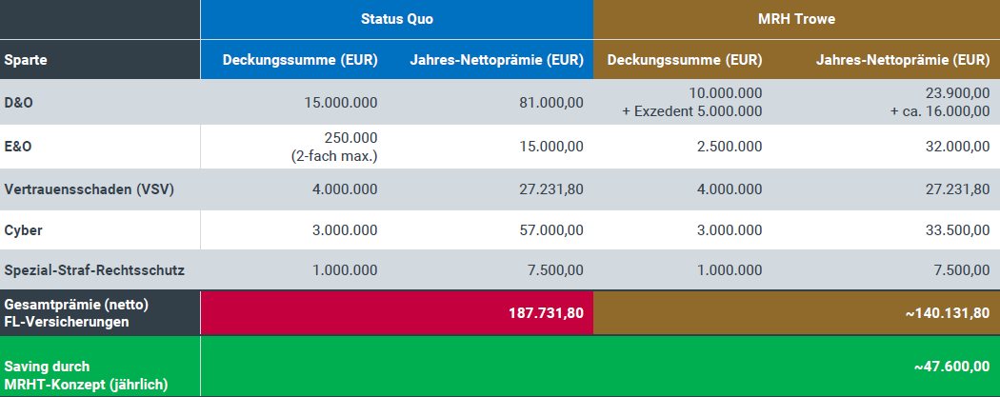 Status Quo MRH Trowe
Sparte Deckungssumme (EUR) Jahres-Nettoprämie (EUR) Deckungssumme (EUR) Jahres-Nettoprämie (EUR)
D&O 15.000.000 81.000,00 10.000.000 23.900,00
+ Exzedent 5.000.000 + ca. 16.000,00
E&O 250.000 15.000,00 2.500.000 32.000,00
(2-fach max.)
Vertrauensschaden (VSV) 4.000.000 27.231,80 4.000.000 27.231,80
Cyber 3.000.000 57.000,00 3.000.000 33.500,00
Spezial-Straf-Rechtsschutz 1.000.000 7.500,00 1.000.000 7.500,00
Gesamtprämie (netto)
FL-Versicherungen 187.731,80 ~140.131,80
Saving durch ~47.600,00
MRHT-Konzept (jährlich)